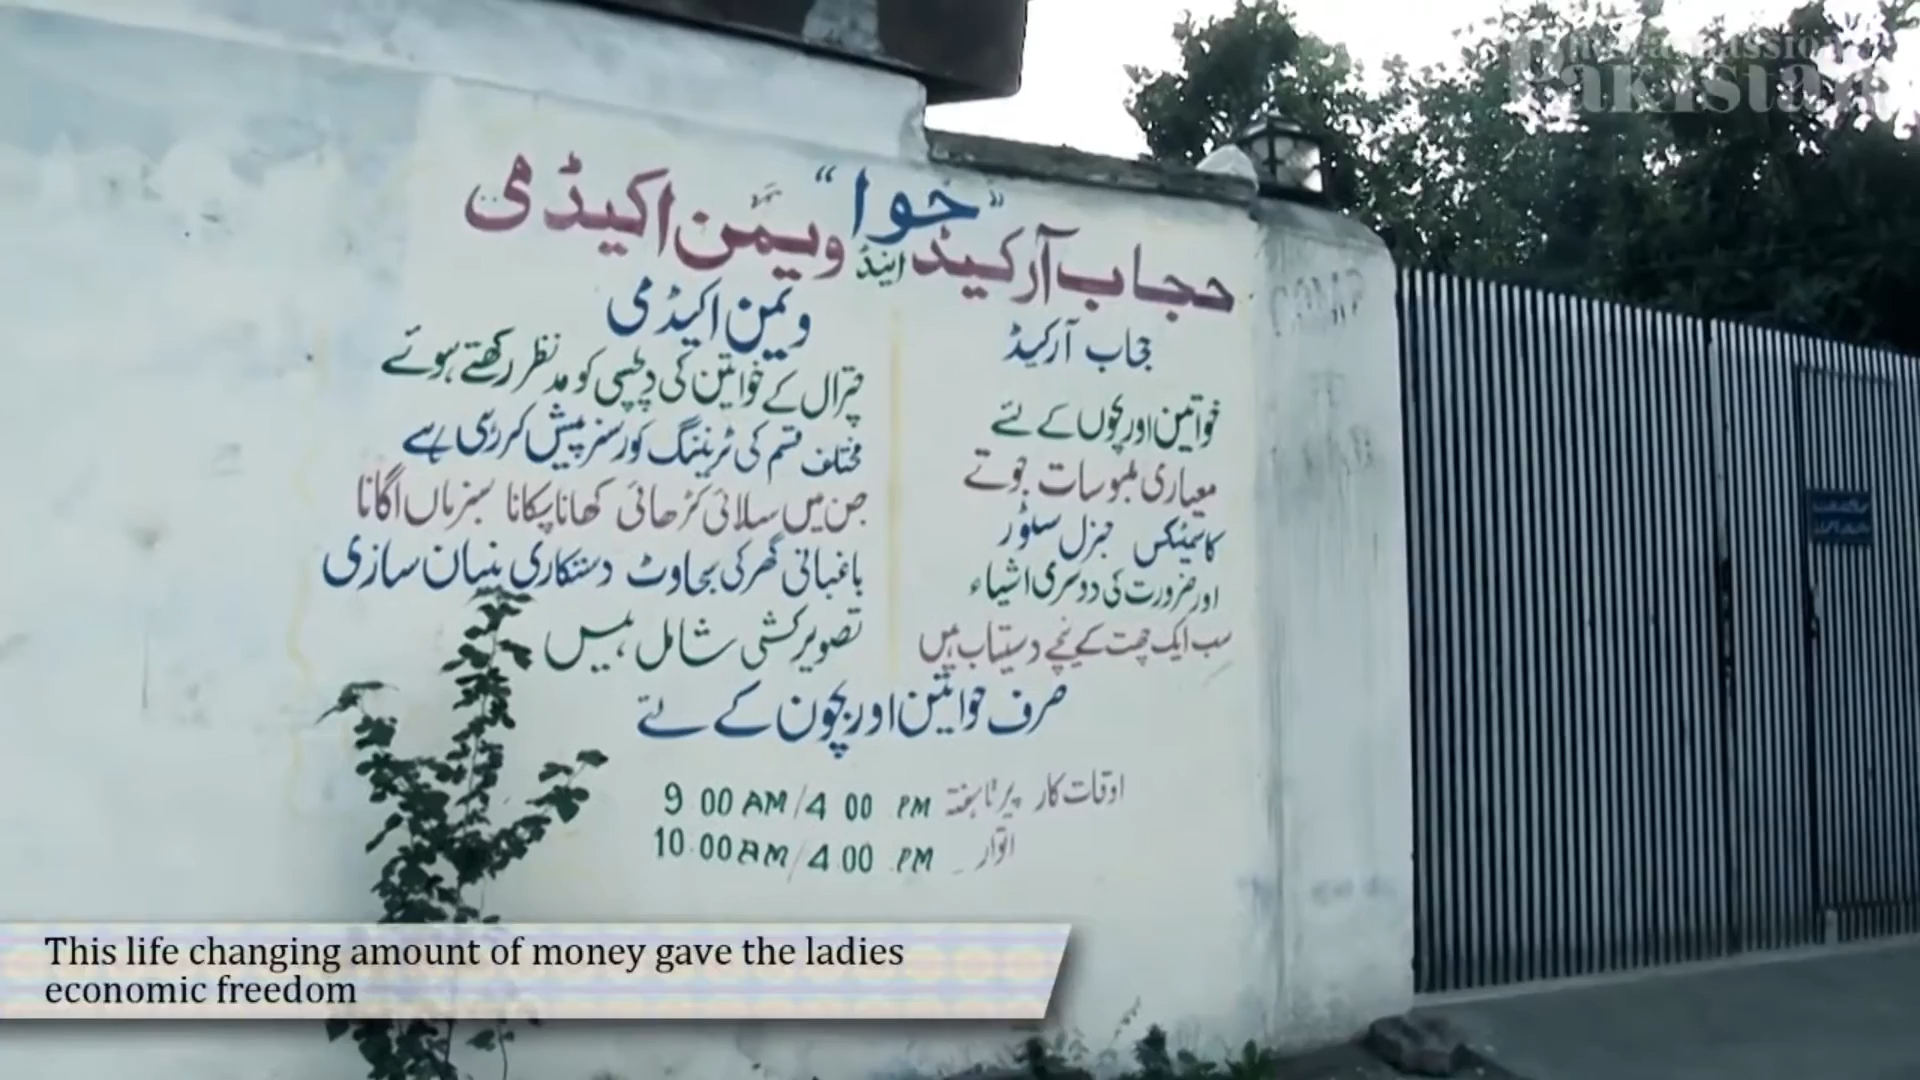 "حوا"
حجاب آرکیڈ اینڈ ویمن اکیڈمی
حجاب آرکیڈ
خواتین اور بچوں کے لئے
معیاری ملبوسات جوتے
کاسمیٹکس جنرل سٹور
اور ضرورت کی دوسری اشیاء
سب ایک چھت کے نیچے دستیاب ہیں
ویمن اکیڈمی
چترال کے خواتین کی دلچسپی کو مدنظر رکھتے ہوئے
مختلف قسم کی ٹریننگ کورسز پیش کر رہی ہے
جن میں سلائی کڑھائی کھانا پکانا سبزیاں اگانا
باغبانی گھر کی سجاوٹ دستکاری بنیان سازی
تصویر کشی شامل ہیں
صرف خواتین اور بچون کے لئے
اوقات کار پیر تا ہفتہ 9 00 AM/4 00 PM
اتوار 10.00 AM/4.00 PM
Pakistan
This life changing amount of money gave the ladies
economic freedom